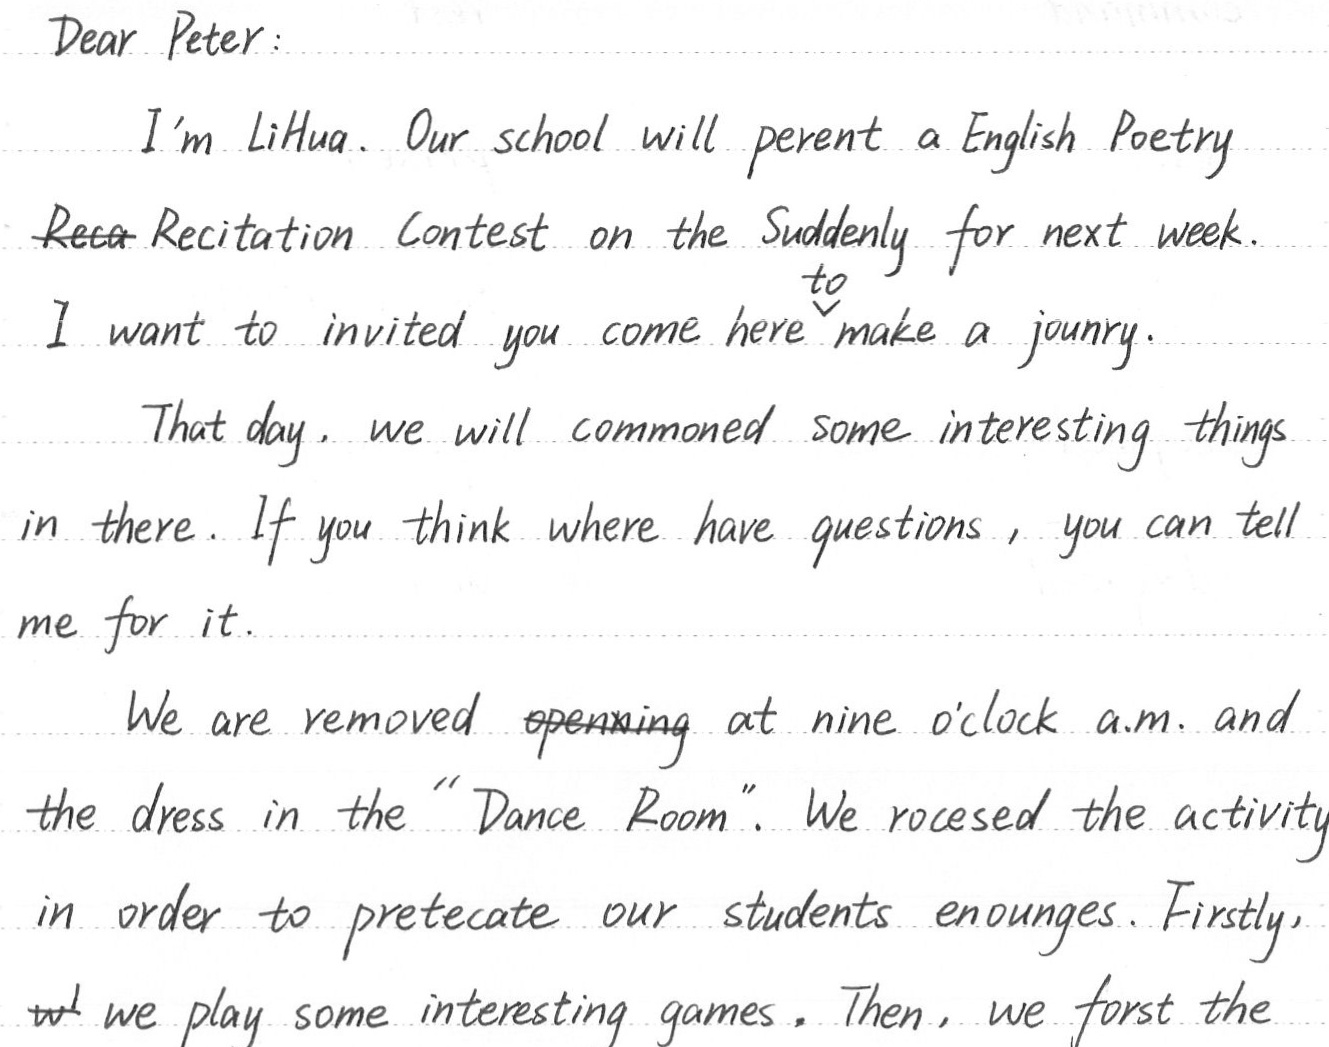 Dear Peter:
I'm LiHua. Our school will perent a English Poetry
Reca Recitation Contest on the Suddenly for next week.
to
I want to invited you come here make a jounry.
That day. we will commoned some interesting things
in there. If you think where have questions, you can tell
me for it.
We are removed openning at nine o'clock a.m. and
the dress in the "Dance Room". We rocesed the activity
in order to pretecate our students enounges. Firstly,
we play some interesting games. Then, we forst the